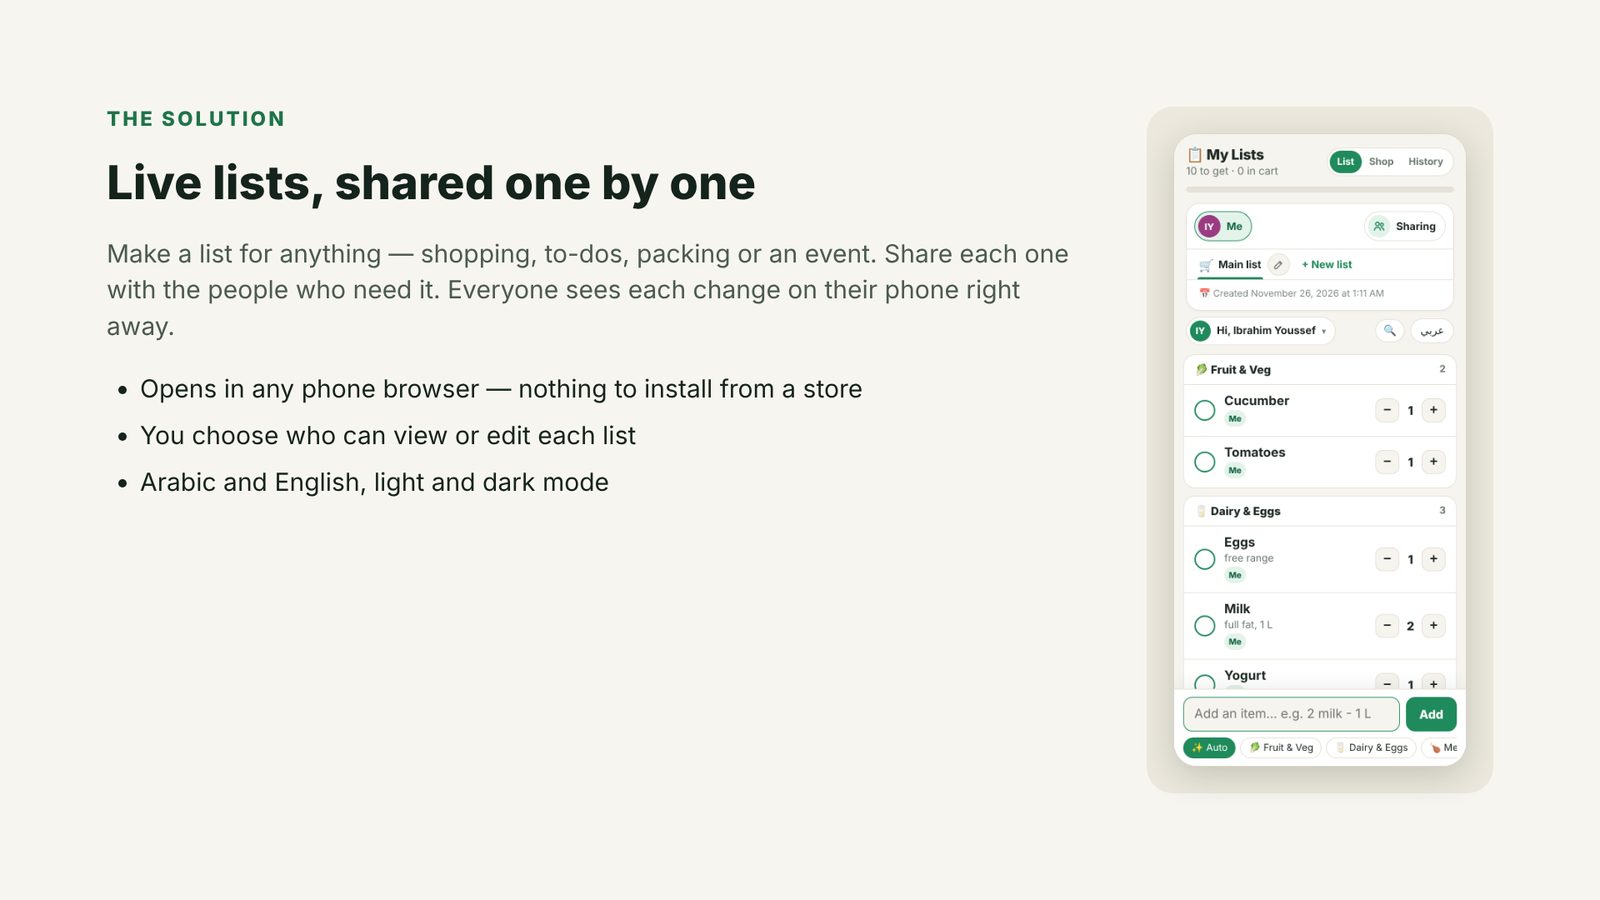 THE SOLUTION
Live lists, shared one by one
Make a list for anything — shopping, to-dos, packing or an event. Share each one
with the people who need it. Everyone sees each change on their phone right
away.
• Opens in any phone browser — nothing to install from a store
• You choose who can view or edit each list
• Arabic and English, light and dark mode
📋 My Lists
10 to get · 0 in cart
List Shop History
IY Me Sharing
🛒 Main list + New list
📅 Created November 26, 2026 at 1:11 AM
IY Hi, Ibrahim Youssef ▾ 🔍 عربي
🥬 Fruit & Veg 2
Cucumber
Me
− 1 +
Tomatoes
Me
− 1 +
🥛 Dairy & Eggs 3
Eggs
free range
Me
− 1 +
Milk
full fat, 1 L
Me
− 2 +
Yogurt
− 1 +
Add an item... e.g. 2 milk - 1 L Add
✨ Auto 🥬 Fruit & Veg 🥛 Dairy & Eggs 🍗 Me